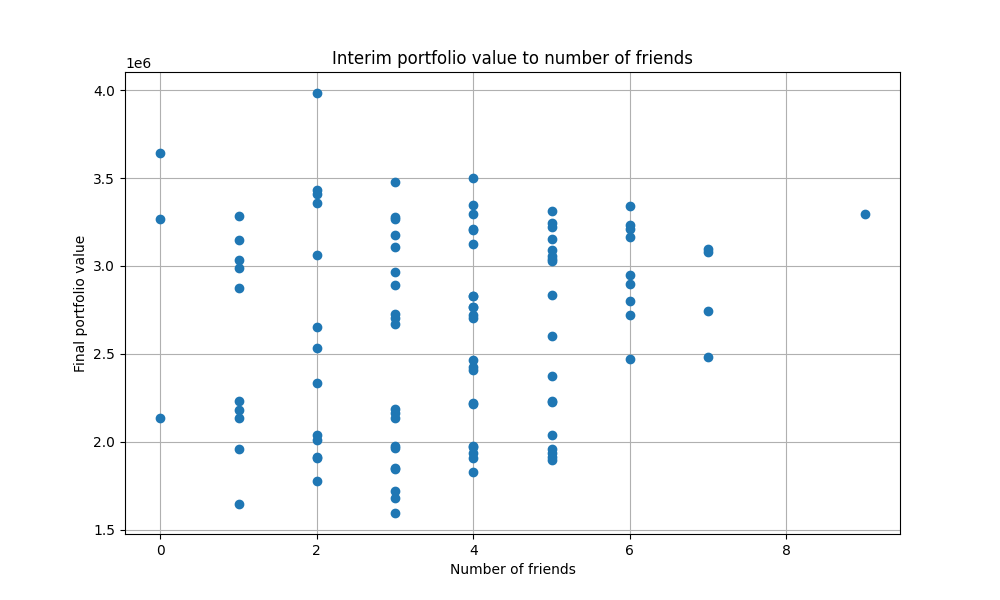 Interim portfolio value to number of friends
1e6
4.0
3.5
3.0
2.5
2.0
1.5
Final portfolio value
0 2 4 6 8
Number of friends